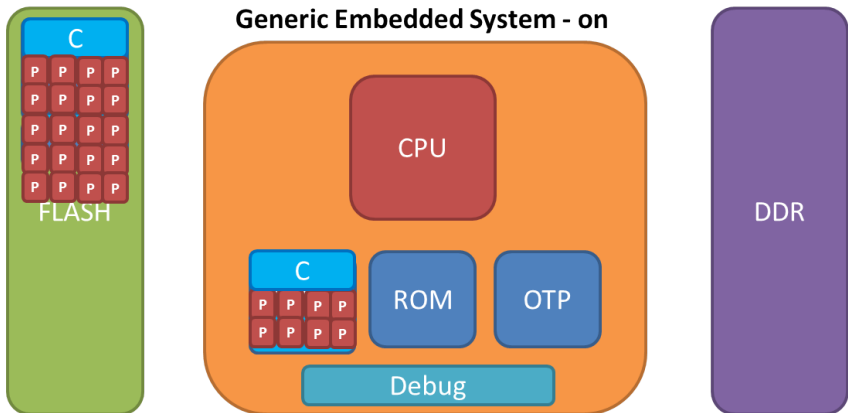 Generic Embedded System - on
C
P P P P
P P P P
P P P P
P P P P
P P P P
FLASH
CPU
DDR
C
P P P P
P P P P
ROM
OTP
Debug